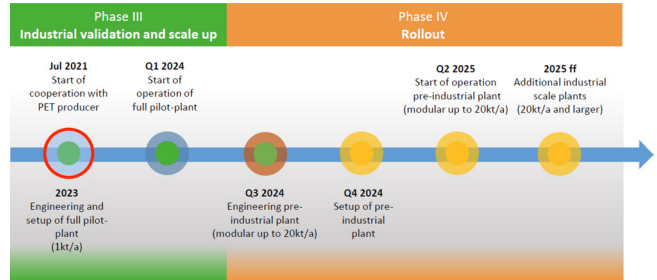 Phase III
Industrial validation and scale up
Phase IV
Rollout
Jul 2021
Start of
cooperation with
PET producer
Q1 2024
Start of
operation of
full pilot-plant
Q2 2025
Start of operation
pre-industrial plant
(modular up to 20kt/a)
2025 ff
Additional industrial
scale plants
(20kt/a and larger)
2023
Engineering and
setup of full pilot-
plant
(1kt/a)
Q3 2024
Engineering pre-
industrial plant
(modular up to 20kt/a)
Q4 2024
Setup of pre-
industrial
plant